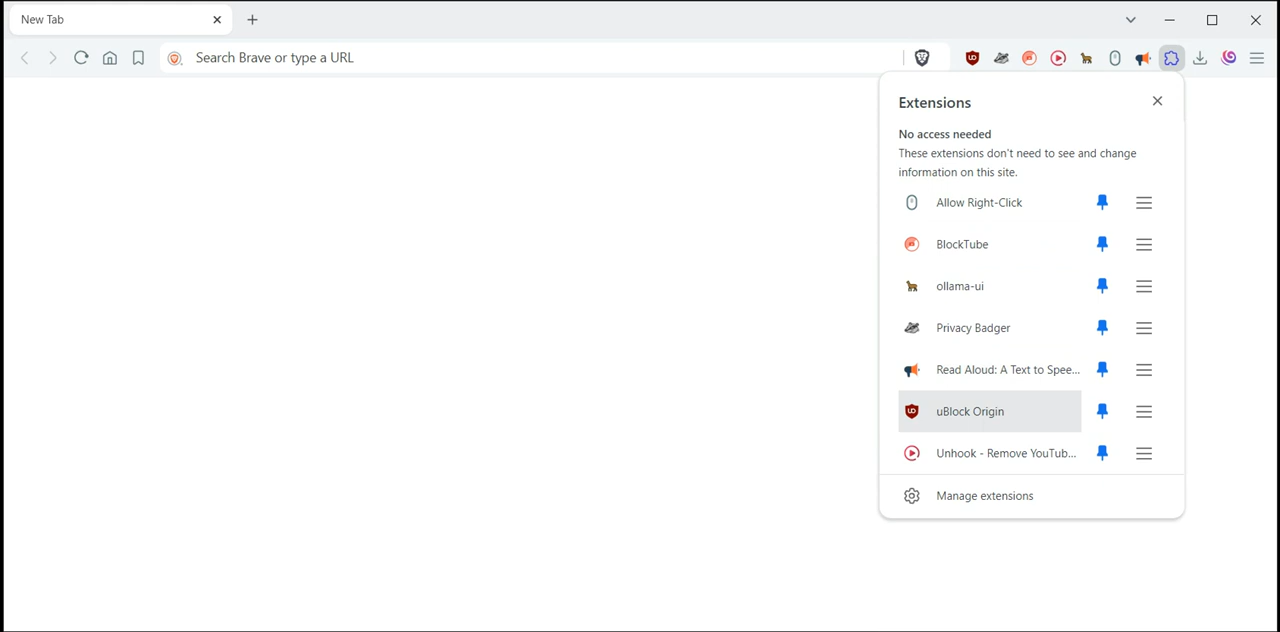 New Tab
Search Brave or type a URL
Extensions
No access needed
These extensions don't need to see and change
information on this site.
Allow Right-Click
BlockTube
ollama-ui
Privacy Badger
Read Aloud: A Text to Spee...
uBlock Origin
Unhook - Remove YouTub...
Manage extensions